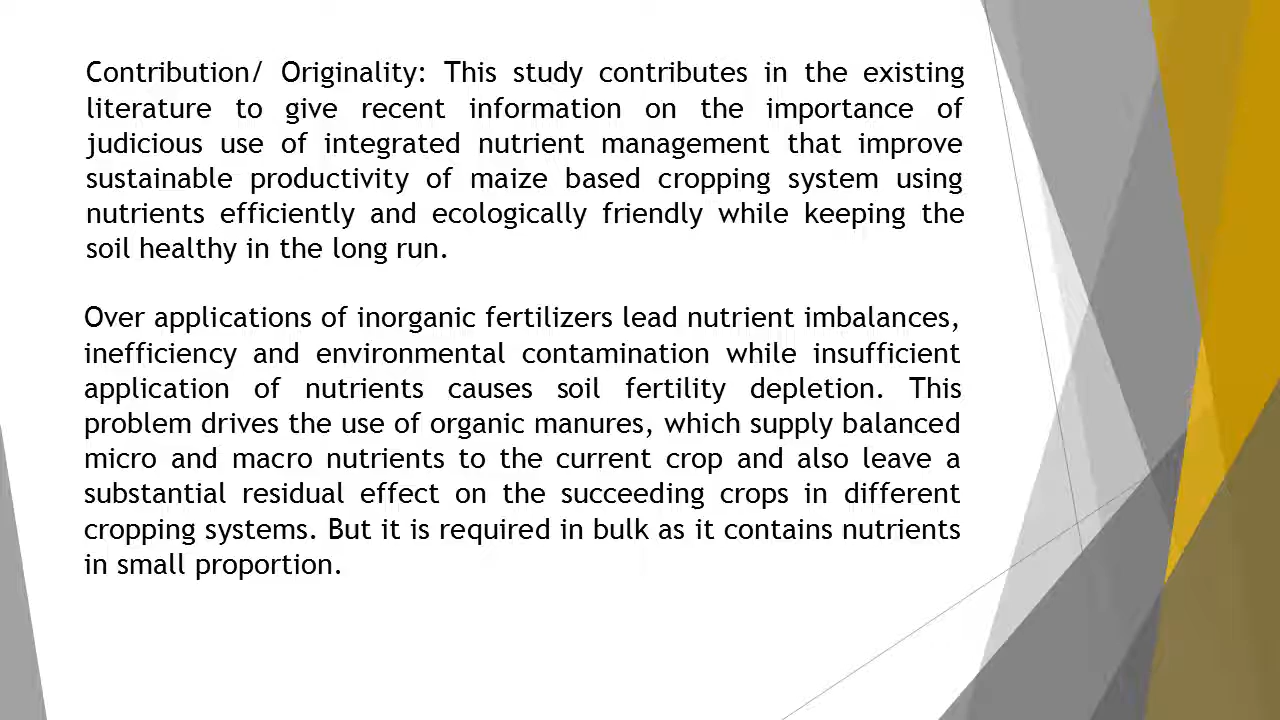 Contribution/ Originality: This study contributes in the existing
literature to give recent information on the importance of
judicious use of integrated nutrient management that improve
sustainable productivity of maize based cropping system using
nutrients efficiently and ecologically friendly while keeping the
soil healthy in the long run.
Over applications of inorganic fertilizers lead nutrient imbalances,
inefficiency and environmental contamination while insufficient
application of nutrients causes soil fertility depletion. This
problem drives the use of organic manures, which supply balanced
micro and macro nutrients to the current crop and also leave a
substantial residual effect on the succeeding crops in different
cropping systems. But it is required in bulk as it contains nutrients
in small proportion.